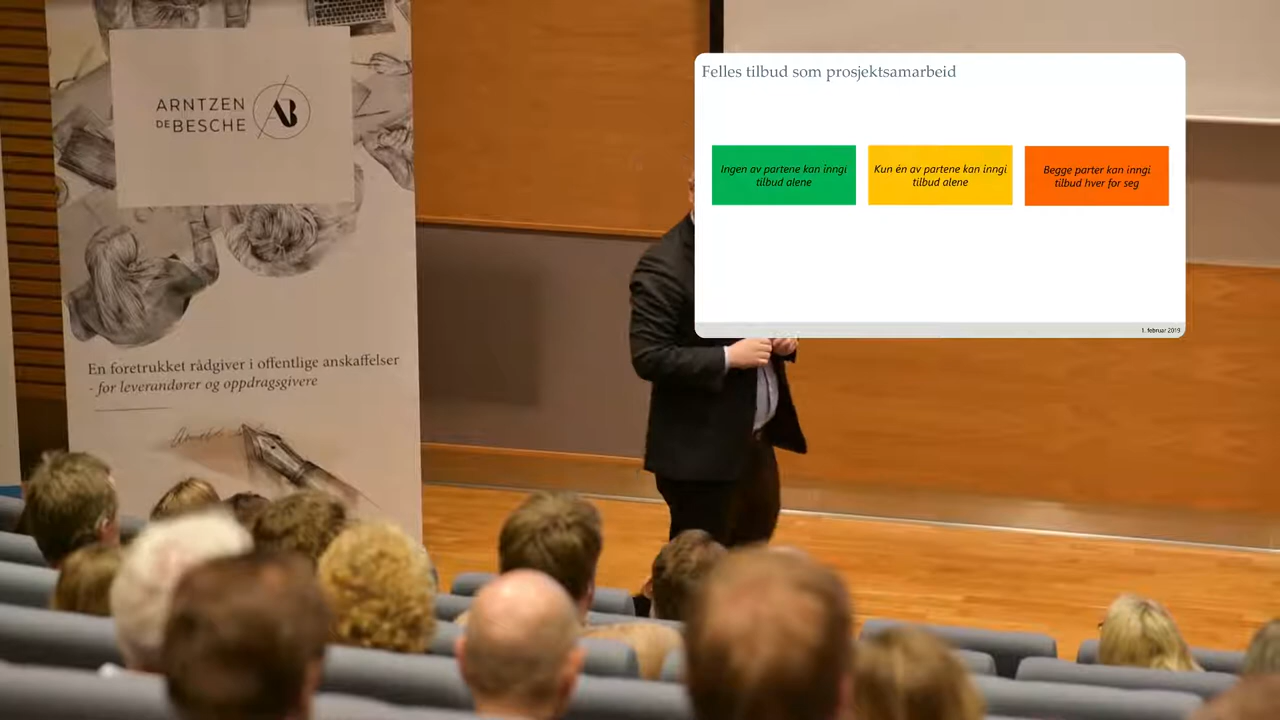 ARNTZEN
DE BESCHE
En foretrukket rådgiver i offentlige anskaffelser
- for leverandører og oppdragsgivere
Felles tilbud som prosjektsamarbeid
Ingen av partene kan inngi
tilbud alene
Kun én av partene kan inngi
tilbud alene
Begge parter kan inngi
tilbud hver for seg
1. februar 2019